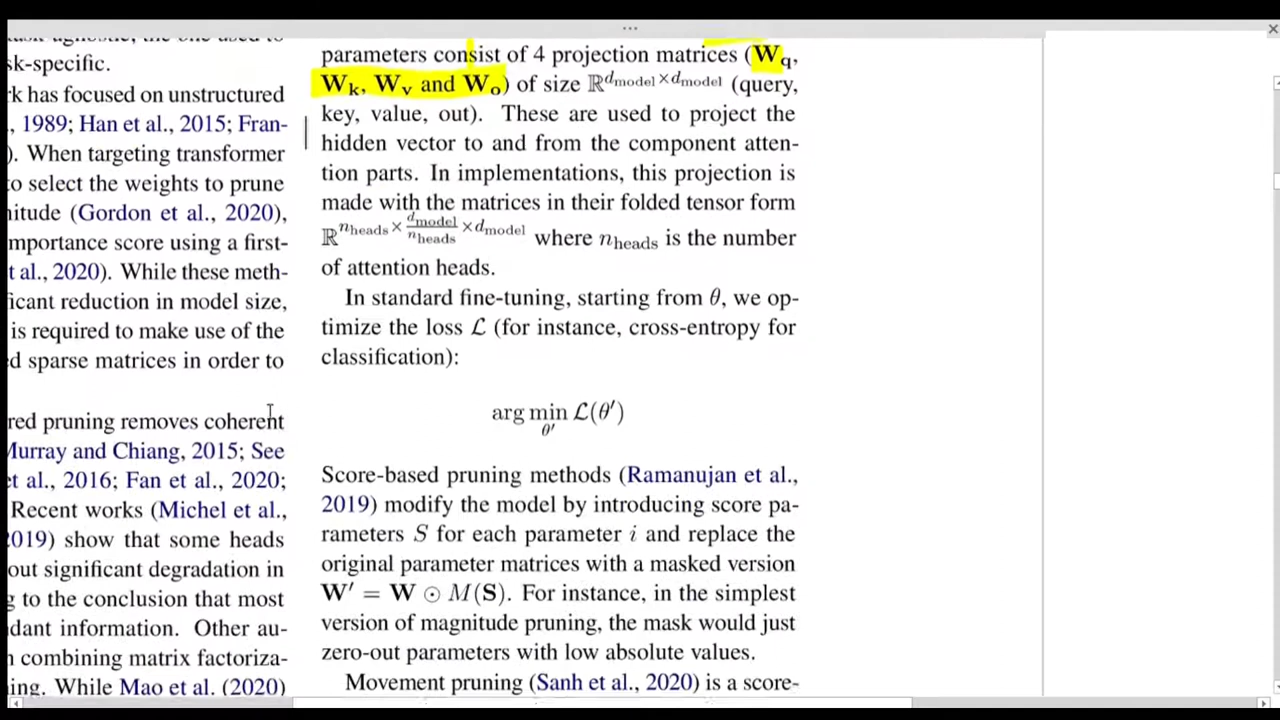 sk-specific.
rk has focused on unstructured
., 1989; Han et al., 2015; Fran-
). When targeting transformer
to select the weights to prune
nitude (Gordon et al., 2020),
mportance score using a first-
t al., 2020). While these meth-
ficant reduction in model size,
is required to make use of the
d sparse matrices in order to
red pruning removes coherent
Murray and Chiang, 2015; See
et al., 2016; Fan et al., 2020;
Recent works (Michel et al.,
2019) show that some heads
out significant degradation in
g to the conclusion that most
dant information. Other au-
n combining matrix factoriza-
ing. While Mao et al. (2020)
parameters consist of 4 projection matrices (W_q,
W_k, W_v and W_o) of size ℝ^{d_model×d_model} (query,
key, value, out). These are used to project the
hidden vector to and from the component atten-
tion parts. In implementations, this projection is
made with the matrices in their folded tensor form
ℝ^{n_heads × d_model/n_heads × d_model} where n_heads is the number
of attention heads.
In standard fine-tuning, starting from θ, we op-
timize the loss ℒ (for instance, cross-entropy for
classification):
arg min_{θ′} ℒ(θ′)
Score-based pruning methods (Ramanujan et al.,
2019) modify the model by introducing score pa-
rameters S for each parameter i and replace the
original parameter matrices with a masked version
W′ = W ⊙ M(S). For instance, in the simplest
version of magnitude pruning, the mask would just
zero-out parameters with low absolute values.
Movement pruning (Sanh et al., 2020) is a score-